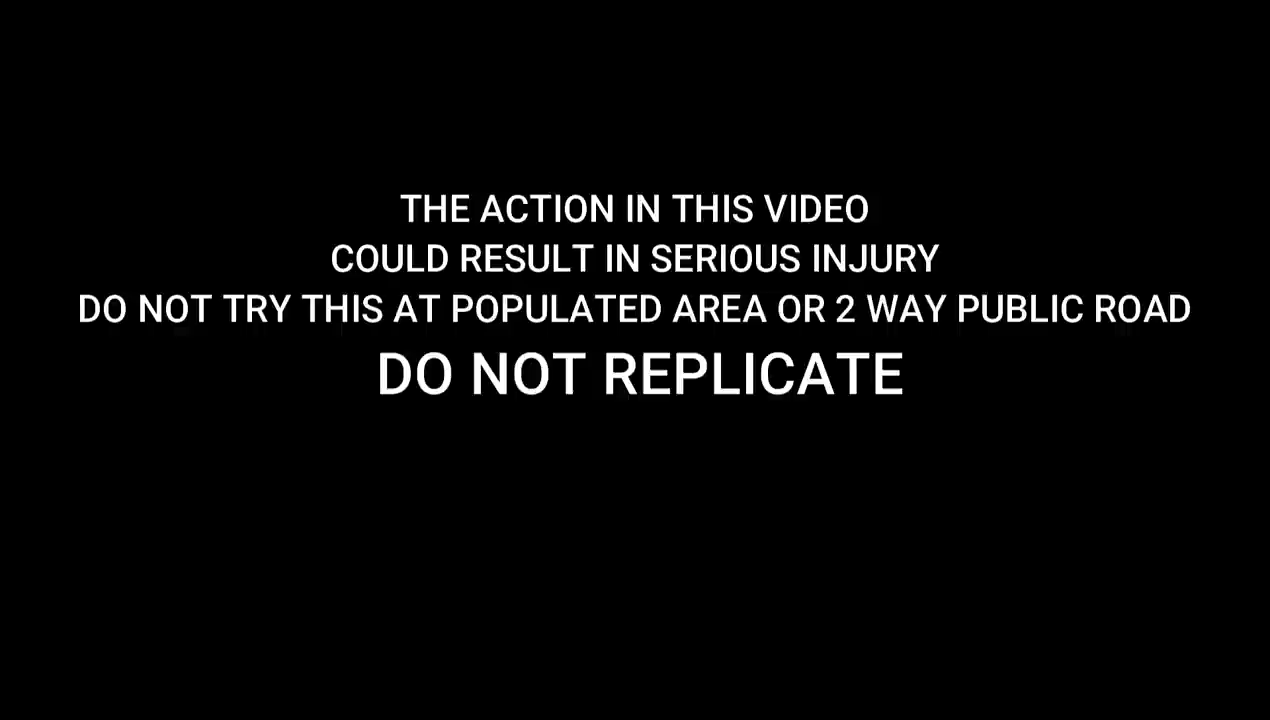 THE ACTION IN THIS VIDEO
COULD RESULT IN SERIOUS INJURY
DO NOT TRY THIS AT POPULATED AREA OR 2 WAY PUBLIC ROAD
DO NOT REPLICATE